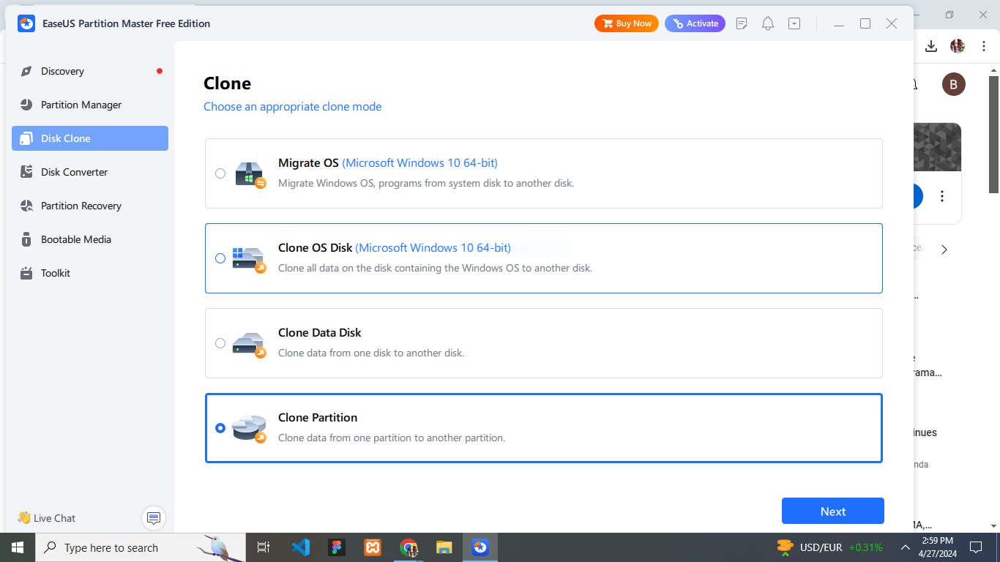 EaseUS Partition Master Free Edition
Buy Now
Activate
Discovery
Partition Manager
Disk Clone
Disk Converter
Partition Recovery
Bootable Media
Toolkit
Live Chat
Clone
Choose an appropriate clone mode
Migrate OS (Microsoft Windows 10 64-bit)
Migrate Windows OS, programs from system disk to another disk.
Clone OS Disk (Microsoft Windows 10 64-bit)
Clone all data on the disk containing the Windows OS to another disk.
Clone Data Disk
Clone data from one disk to another disk.
Clone Partition
Clone data from one partition to another partition.
Next
B
Type here to search
USD/EUR +0.31%
2:59 PM
4/27/2024